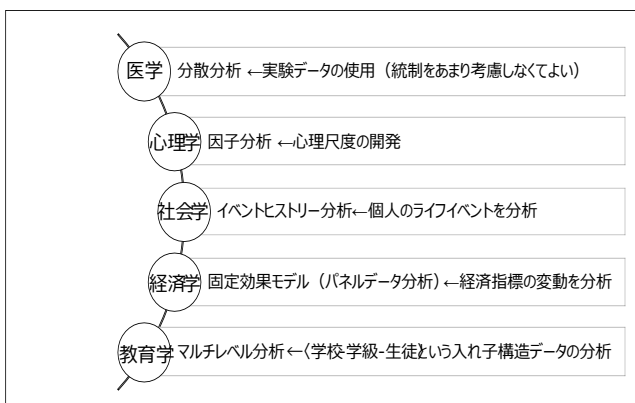 医学 分散分析 ←実験データの使用（統制をあまり考慮しなくてよい）
心理学 因子分析 ←心理尺度の開発
社会学 イベントヒストリー分析←個人のライフイベントを分析
経済学 固定効果モデル（パネルデータ分析）←経済指標の変動を分析
教育学 マルチレベル分析←〈学校-学級-生徒〉という入れ子構造データの分析